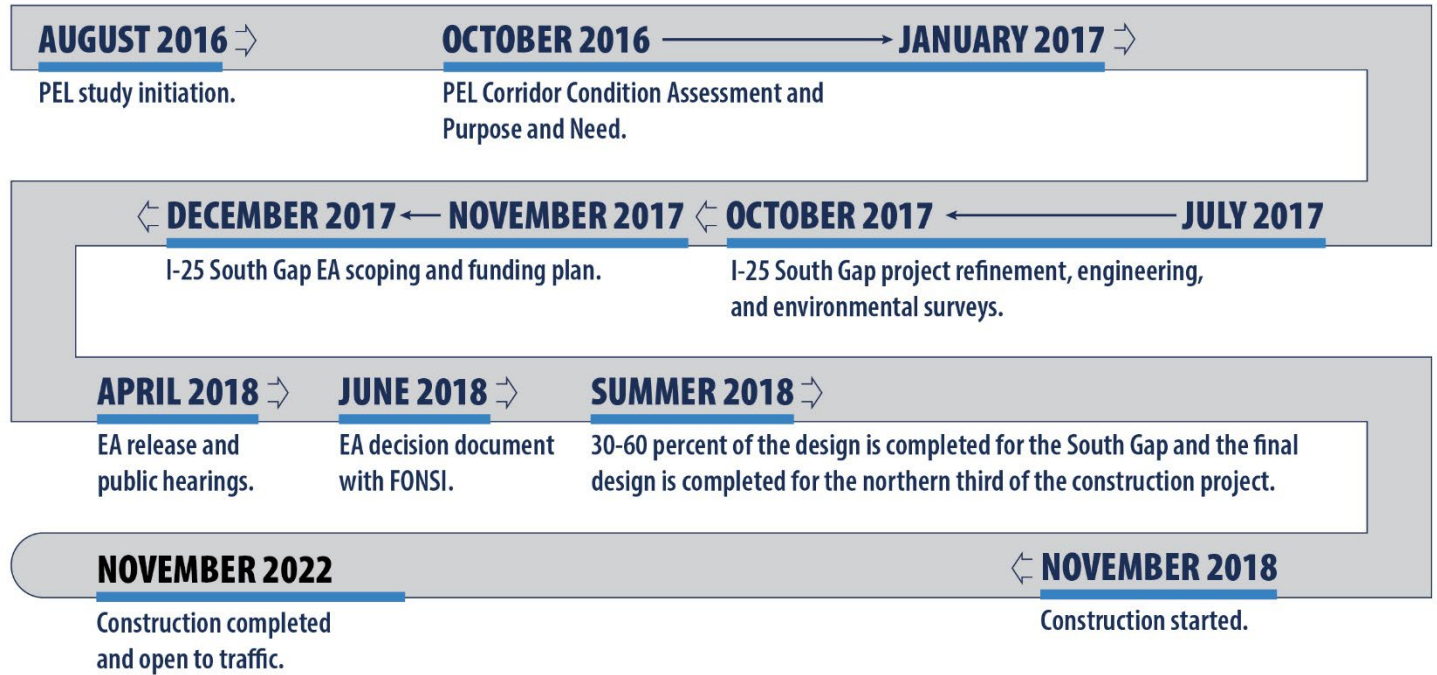 AUGUST 2016
PEL study initiation.
OCTOBER 2016
JANUARY 2017
PEL Corridor Condition Assessment and
Purpose and Need.
JULY 2017
OCTOBER 2017
I-25 South Gap project refinement, engineering,
and environmental surveys.
NOVEMBER 2017
DECEMBER 2017
I-25 South Gap EA scoping and funding plan.
APRIL 2018
EA release and
public hearings.
JUNE 2018
EA decision document
with FONSI.
SUMMER 2018
30-60 percent of the design is completed for the South Gap and the final
design is completed for the northern third of the construction project.
NOVEMBER 2018
Construction started.
NOVEMBER 2022
Construction completed
and open to traffic.